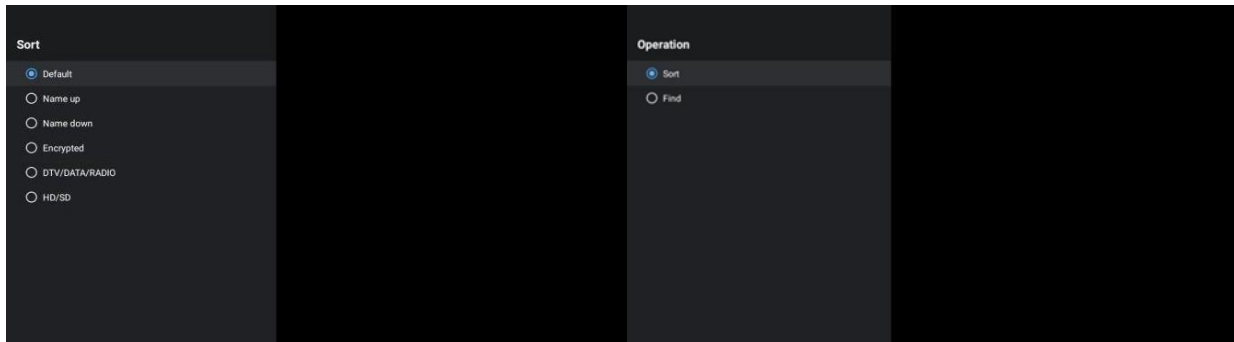 Sort
Default
Name up
Name down
Encrypted
DTV/DATA/RADIO
HD/SD
Operation
Sort
Find